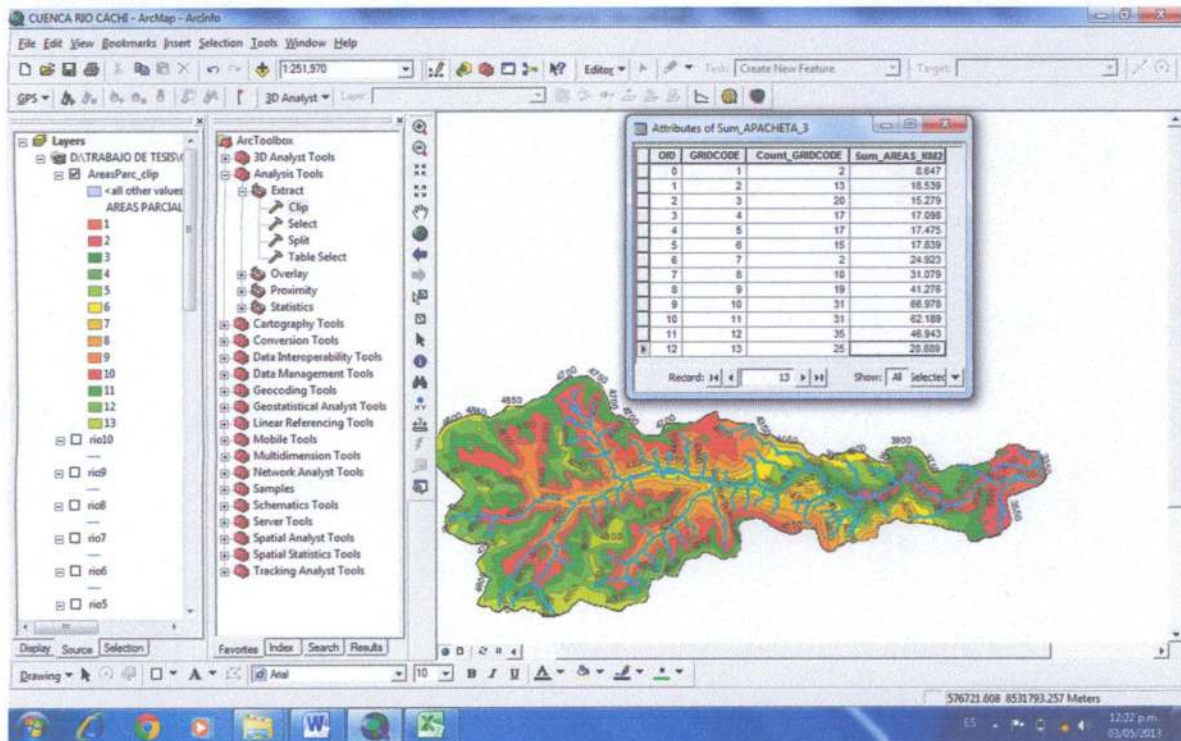 CUENCA RIO CACHI - ArcMap - ArcInfo
File Edit View Bookmarks Insert Selection Tools Window Help
1:251,970
Editor Task: Create New Feature Target:
GPS 3D Analyst Layer:
Layers
D:\TRABAJO DE TESIS\
AreasParc_clip
<all other values
AREAS PARCIAL
1
2
3
4
5
6
7
8
9
10
11
12
13
rio10
rio9
rio8
rio7
rio6
rio5
Display Source Selection
ArcToolbox
3D Analyst Tools
Analysis Tools
Extract
Clip
Select
Split
Table Select
Overlay
Proximity
Statistics
Cartography Tools
Conversion Tools
Data Interoperability Tools
Data Management Tools
Geocoding Tools
Geostatistical Analyst Tools
Linear Referencing Tools
Mobile Tools
Multidimension Tools
Network Analyst Tools
Samples
Schematics Tools
Server Tools
Spatial Analyst Tools
Spatial Statistics Tools
Tracking Analyst Tools
Favorites Index Search Results
Attributes of Sum_APACHETA_3
OID GRIDCODE Count_GRIDCODE Sum_AREAS_KM2
0 1 2 8.647
1 2 13 18.539
2 3 20 15.279
3 4 17 17.098
4 5 17 17.475
5 6 15 17.839
6 7 2 24.923
7 8 10 31.079
8 9 19 41.276
9 10 31 66.978
10 11 31 62.189
11 12 35 46.943
12 13 25
Record: 13 Show: All Selected
4700
4850
3900
Drawing Arial 10 B I U A
576721.608 8531793.257 Meters
ES 12:22 p.m.
03/05/2013